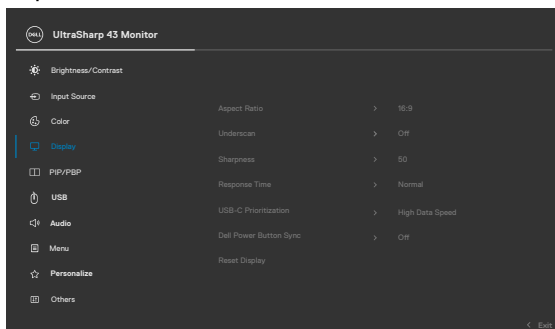 DELL UltraSharp 43 Monitor
Brightness/Contrast
Input Source
Color
Display
PIP/PBP
USB
Audio
Menu
Personalize
Others
Aspect Ratio > 16:9
Underscan > Off
Sharpness > 50
Response Time > Normal
USB-C Prioritization > High Data Speed
Dell Power Button Sync > Off
Reset Display
< Exit